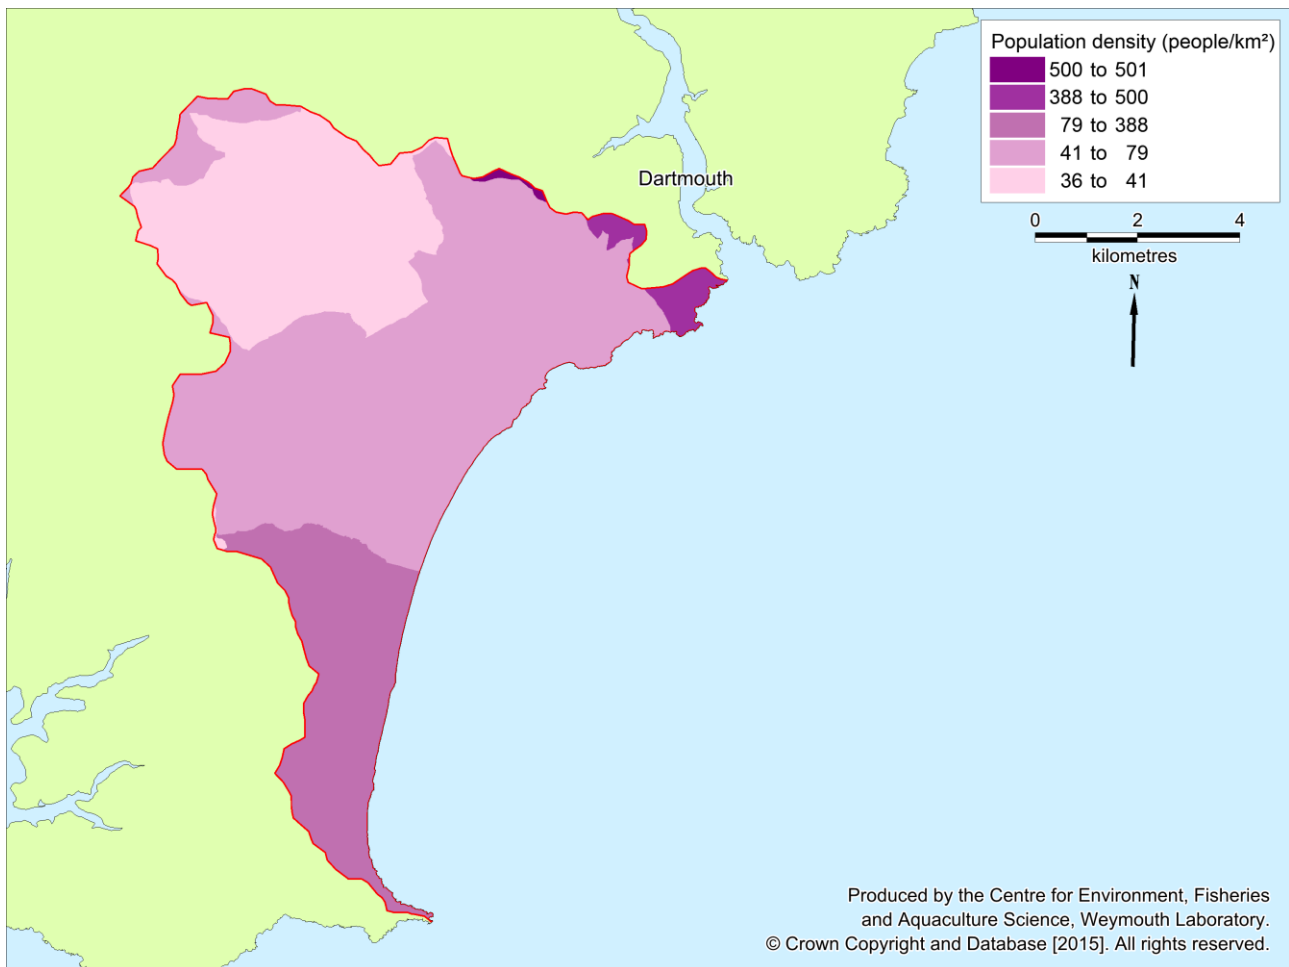 Population density (people/km²)
500 to 501
388 to 500
79 to 388
41 to 79
36 to 41
0 2 4
kilometres
N
Dartmouth
Produced by the Centre for Environment, Fisheries
and Aquaculture Science, Weymouth Laboratory.
© Crown Copyright and Database [2015]. All rights reserved.